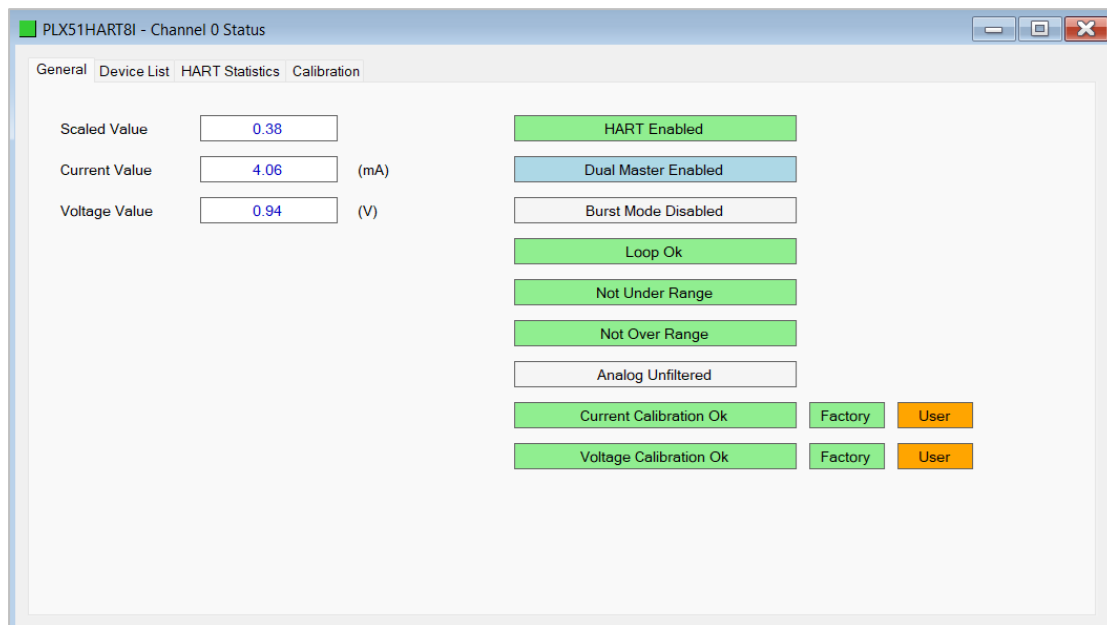 PLX51HART8I - Channel 0 Status
General Device List HART Statistics Calibration
Scaled Value 0.38 HART Enabled
Current Value 4.06 (mA) Dual Master Enabled
Voltage Value 0.94 (V) Burst Mode Disabled
Loop Ok
Not Under Range
Not Over Range
Analog Unfiltered
Current Calibration Ok Factory User
Voltage Calibration Ok Factory User